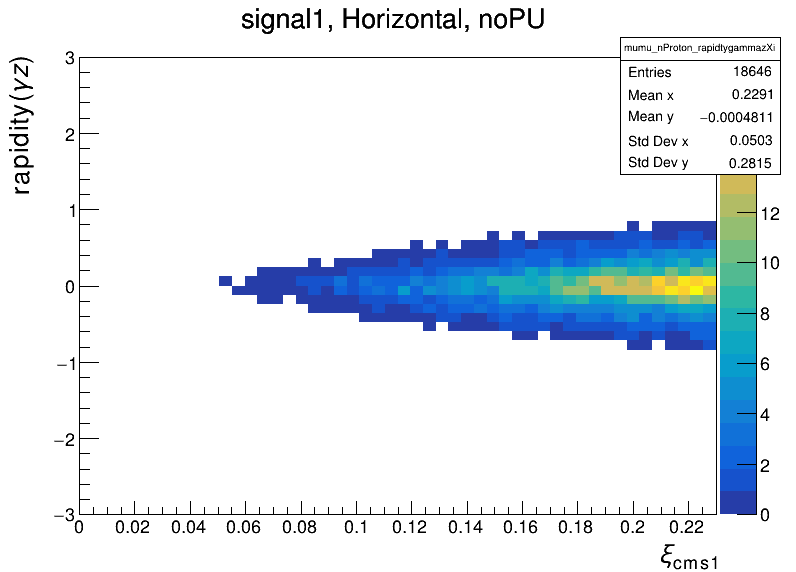 signal1, Horizontal, noPU
mumu_nProton_rapidtygammazXi
Entries 18646
Mean x 0.2291
Mean y −0.0004811
Std Dev x 0.0503
Std Dev y 0.2815
rapidity(γz)
3
2
1
0
−1
−2
−3
0 0.02 0.04 0.06 0.08 0.1 0.12 0.14 0.16 0.18 0.2 0.22
ξcms1
12
10
8
6
4
2
0